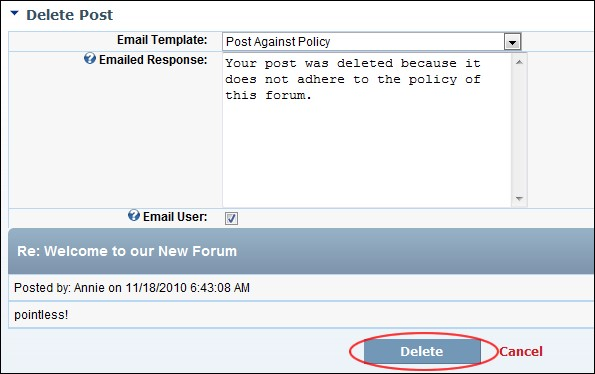 Delete Post
Email Template: Post Against Policy
Emailed Response: Your post was deleted because it
does not adhere to the policy of
this forum.
Email User:
Re: Welcome to our New Forum
Posted by: Annie on 11/18/2010 6:43:08 AM
pointless!
Delete Cancel